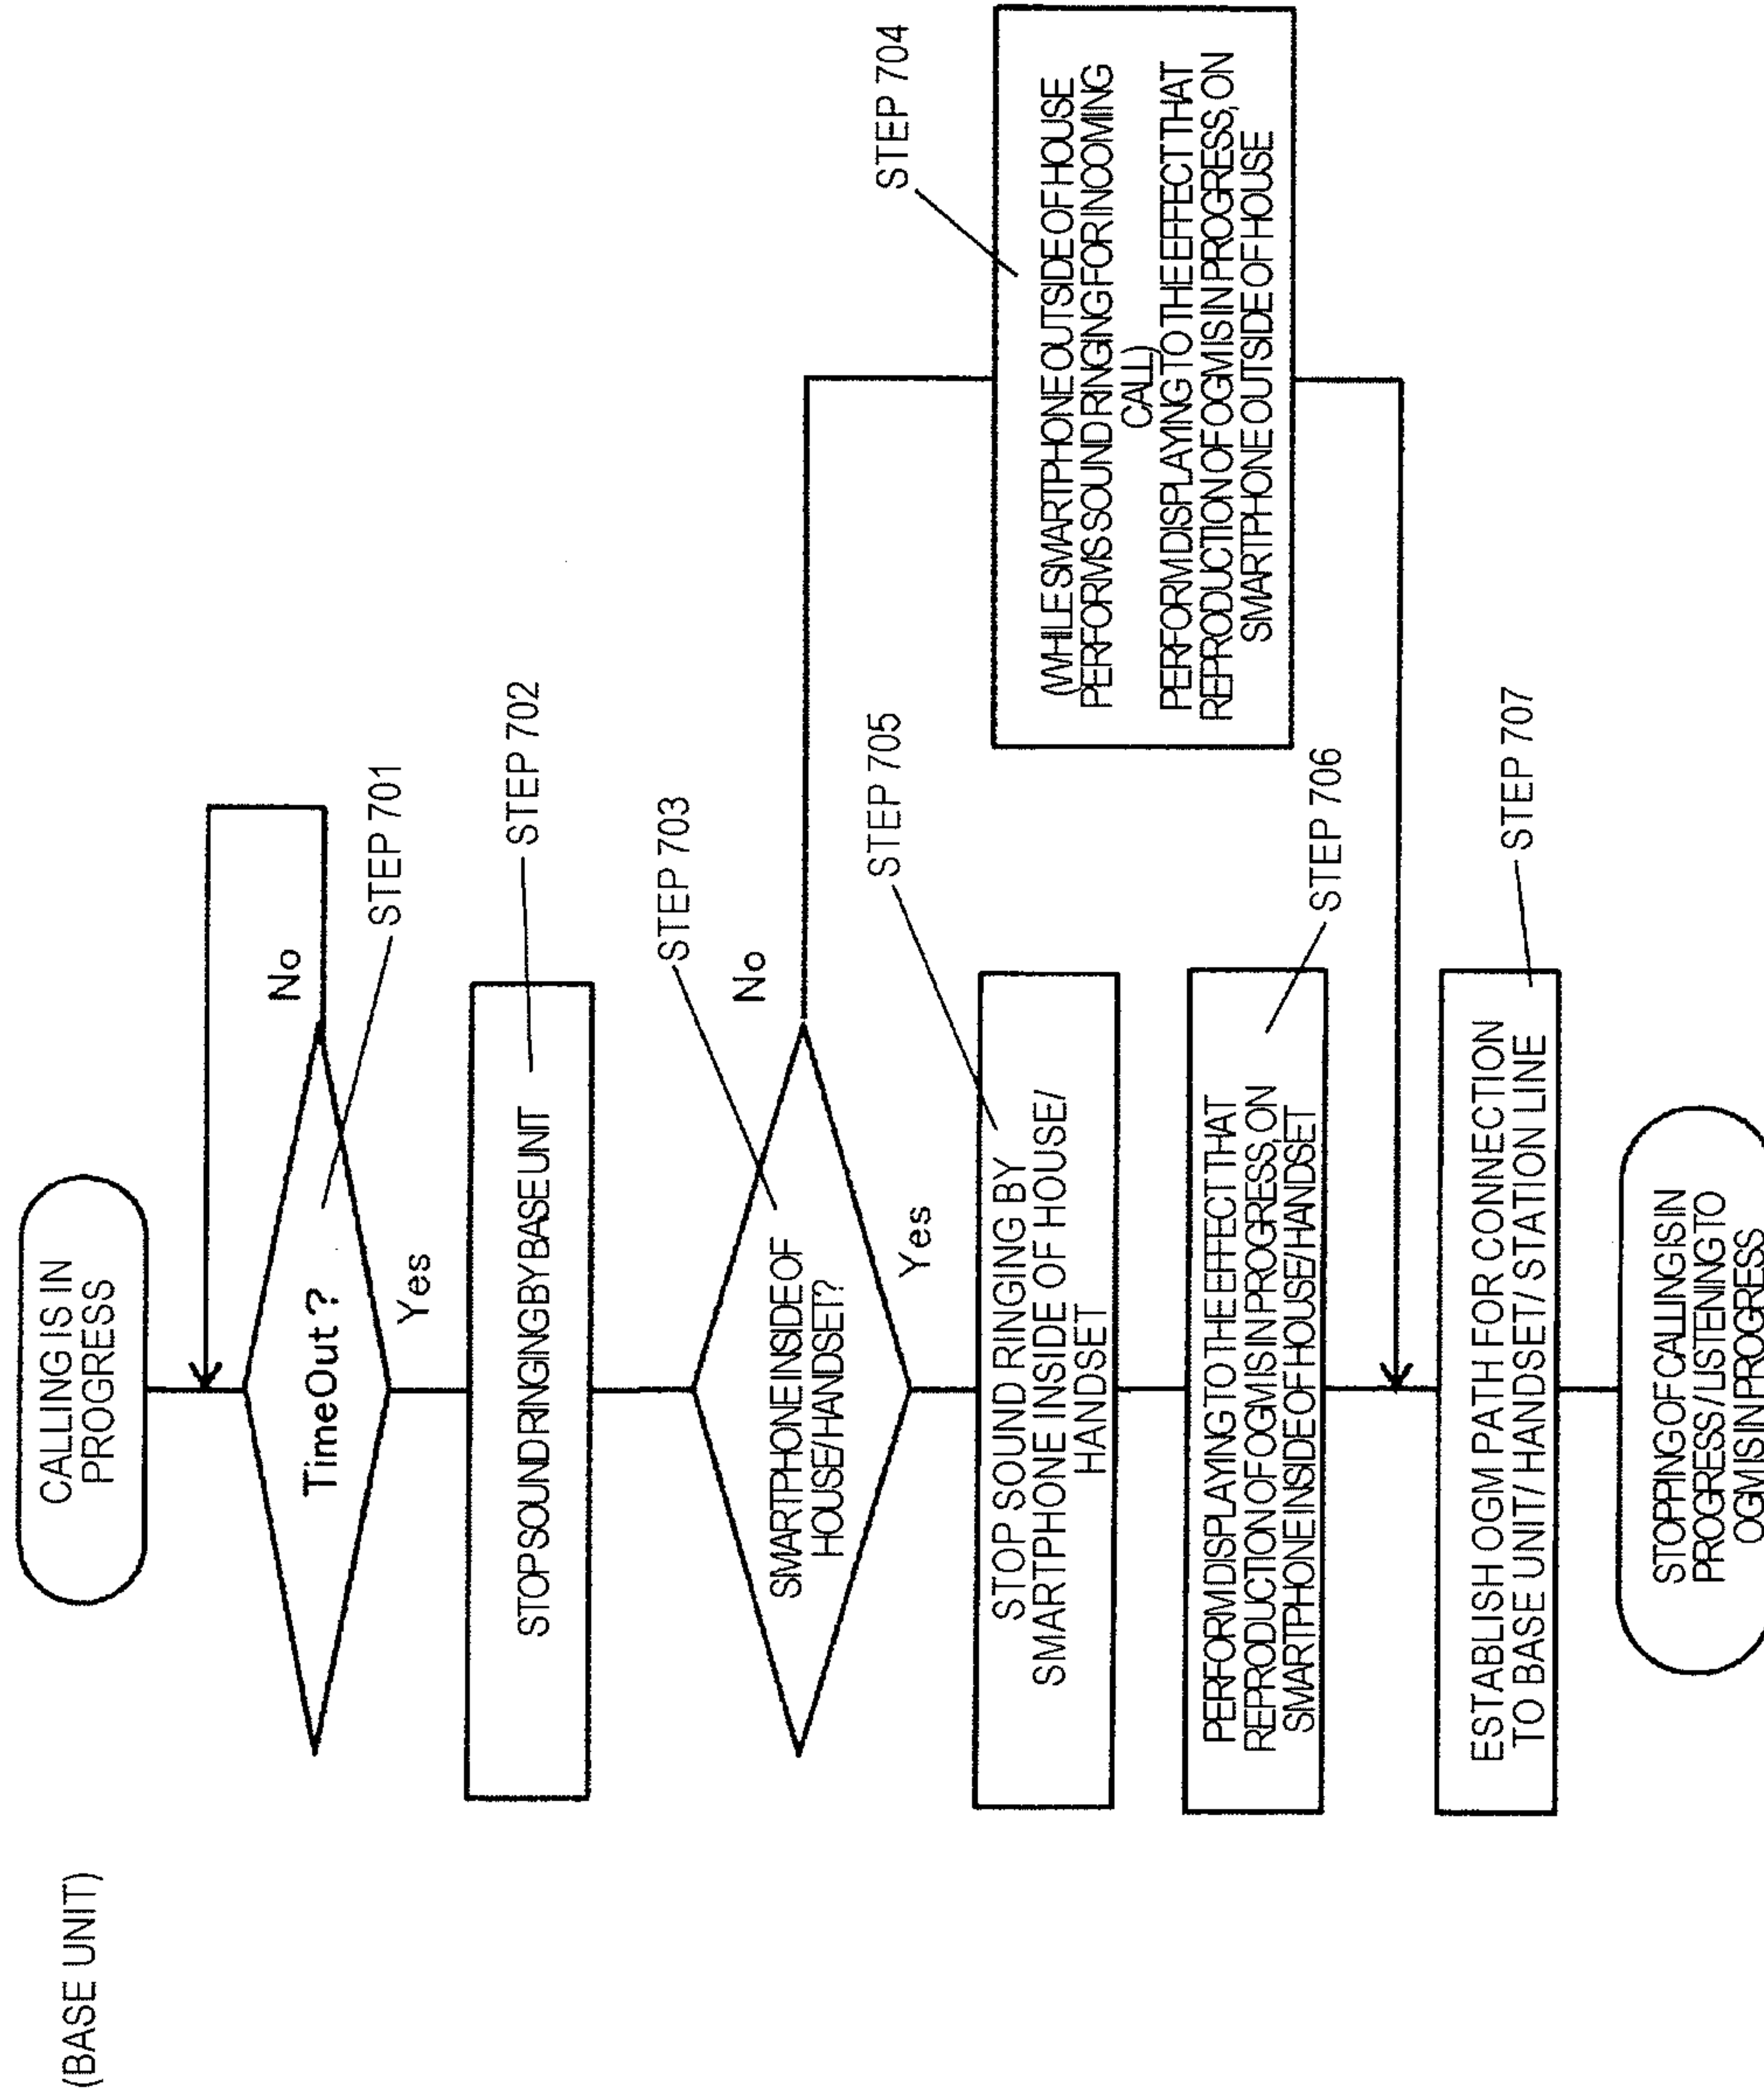 (BASE UNIT)
CALLING IS IN
PROGRESS
TimeOut ?
No
STEP 701
Yes
STOP SOUND RINGING BY BASE UNIT
STEP 702
SMARTPHONE INSIDE OF
HOUSE/HANDSET?
STEP 703
No
Yes
(WHILE SMARTPHONE OUTSIDE OF HOUSE
PERFORMS SOUND RINGING FOR INCOMING
CALL)
PERFORM DISPLAYING TO THE EFFECT THAT
REPRODUCTION OF OGM IS IN PROGRESS, ON
SMARTPHONE OUTSIDE OF HOUSE
STEP 704
STOP SOUND RINGING BY
SMARTPHONE INSIDE OF HOUSE/
HANDSET
STEP 705
PERFORM DISPLAYING TO THE EFFECT THAT
REPRODUCTION OF OGM IS IN PROGRESS, ON
SMARTPHONE INSIDE OF HOUSE/HANDSET
STEP 706
ESTABLISH OGM PATH FOR CONNECTION
TO BASE UNIT/ HANDSET/ STATION LINE
STEP 707
STOPPING OF CALLING IS IN
PROGRESS/LISTENING TO
OGM IS IN PROGRESS